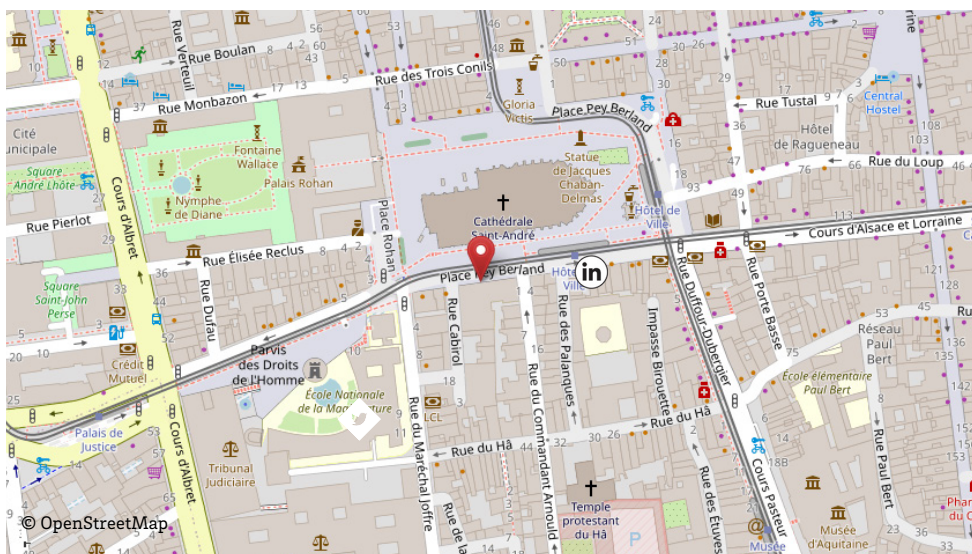 Rue Verteuil
Rue Boulan
Rue des Trois Conils
Rue Monbazon
Gloria
Victis
Place Pey Berland
Rue Tustal
Central
Hostel
Cité
Municipale
Square
André Lhôte
Fontaine
Wallace
Palais Rohan
Nymphe
de Diane
Statue
de Jacques
Chaban-
Delmas
Hôtel
de Ragueneau
Rue du Loup
Cours d'Albret
Rue Pierlot
Place Rohan
Cathédrale
Saint-André
Hôtel de
Ville
Cours d'Alsace et Lorraine
Rue Élisée Reclus
Place Pey Berland
Hôtel de
Ville
in
Square
Saint-John
Perse
Rue Dufau
Rue Cabirol
Rue des Palanques
Impasse Birouette
Rue Duffour-Dubergier
Rue Porte Basse
Réseau
Paul
Bert
Crédit
Mutuel
Parvis
des Droits
de l'Homme
École Nationale
de la Magistrature
LCL
École élémentaire
Paul Bert
Palais de
Justice
Cours d'Albret
Tribunal
Judiciaire
Rue du Maréchal Joffre
Rue du Commandant Arnould
Rue du Hâ
Rue du Hâ
Cours Pasteur
18B
Rue Paul Bert
Temple
protestant
du Hâ
P
Rue des Étuves
Musée
d'Aquitaine
Musée
© OpenStreetMap